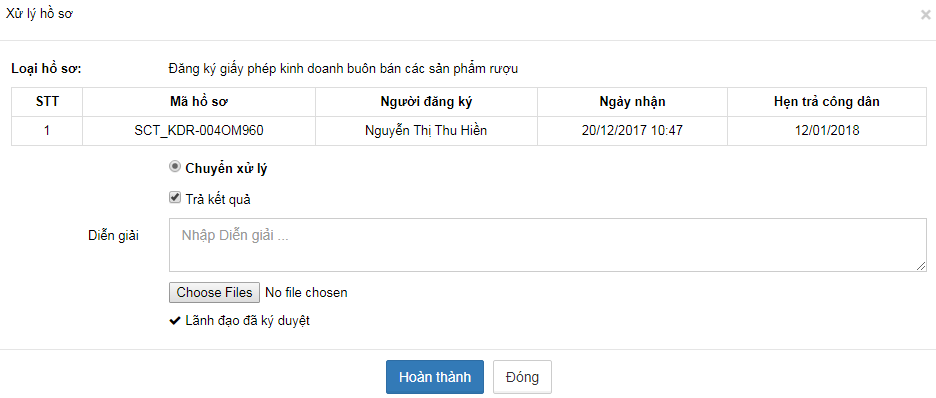 Xử lý hồ sơ ×
Loại hồ sơ: Đăng ký giấy phép kinh doanh buôn bán các sản phẩm rượu
STT Mã hồ sơ Người đăng ký Ngày nhận Hẹn trả công dân
1 SCT_KDR-004OM960 Nguyễn Thị Thu Hiền 20/12/2017 10:47 12/01/2018
Chuyển xử lý
Trả kết quả
Diễn giải Nhập Diễn giải ...
Choose Files No file chosen
Lãnh đạo đã ký duyệt
Hoàn thành Đóng